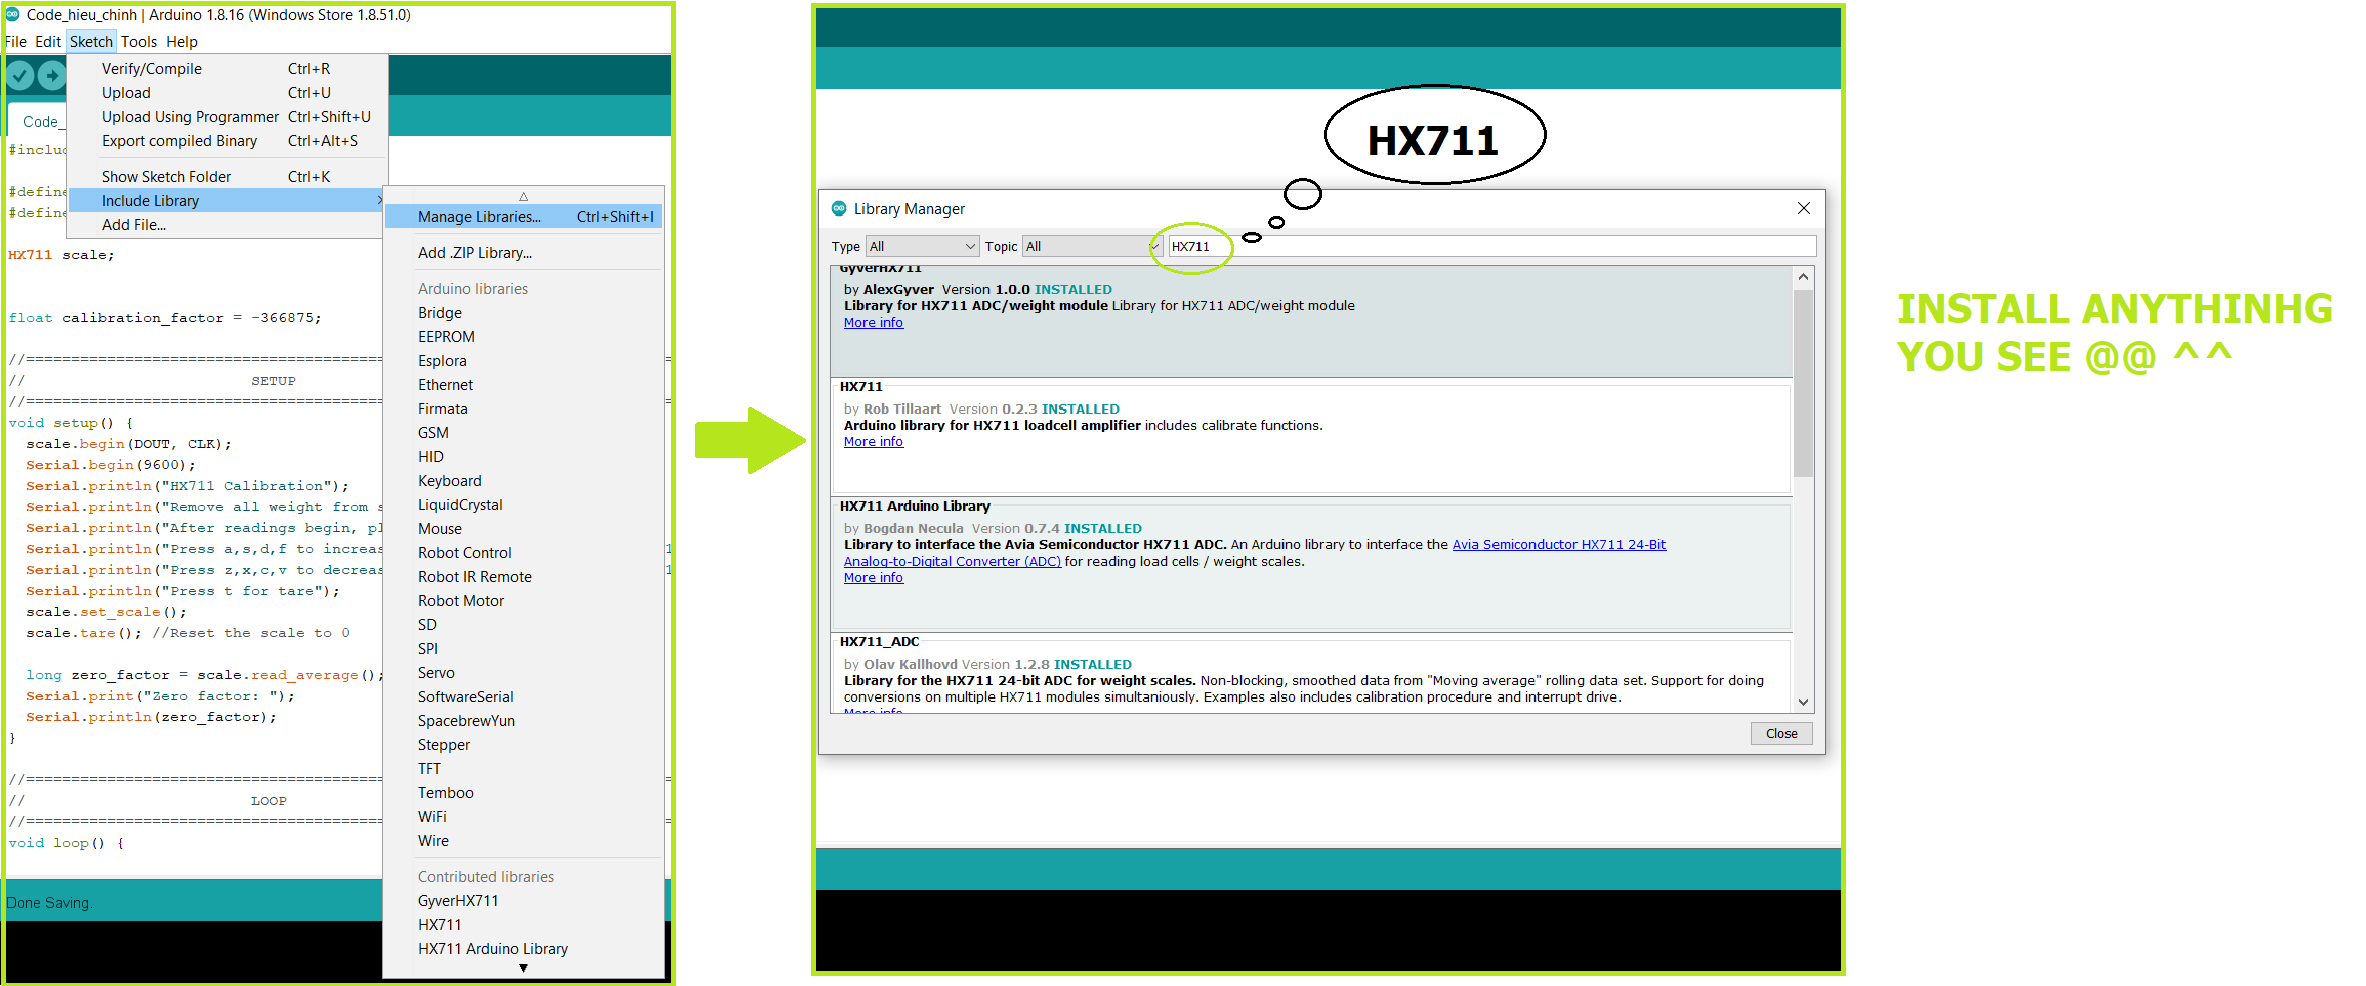 Code_hieu_chinh | Arduino 1.8.16 (Windows Store 1.8.51.0)
File Edit Sketch Tools Help
Verify/Compile Ctrl+R
Upload Ctrl+U
Upload Using Programmer Ctrl+Shift+U
Export compiled Binary Ctrl+Alt+S
Show Sketch Folder Ctrl+K
Include Library
Add File...
Code_
#includ
#define
#define
HX711 scale;
float calibration_factor = -366875;
//========================================
// SETUP
//========================================
void setup() {
scale.begin(DOUT, CLK);
Serial.begin(9600);
Serial.println("HX711 Calibration");
Serial.println("Remove all weight from s
Serial.println("After readings begin, pl
Serial.println("Press a,s,d,f to increas
Serial.println("Press z,x,c,v to decreas
Serial.println("Press t for tare");
scale.set_scale();
scale.tare(); //Reset the scale to 0
long zero_factor = scale.read_average();
Serial.print("Zero factor: ");
Serial.println(zero_factor);
}
//========================================
// LOOP
//========================================
void loop() {
Done Saving.
Manage Libraries... Ctrl+Shift+I
Add .ZIP Library...
Arduino libraries
Bridge
EEPROM
Esplora
Ethernet
Firmata
GSM
HID
Keyboard
LiquidCrystal
Mouse
Robot Control
Robot IR Remote
Robot Motor
SD
SPI
Servo
SoftwareSerial
SpacebrewYun
Stepper
TFT
Temboo
WiFi
Wire
Contributed libraries
GyverHX711
HX711
HX711 Arduino Library
HX711
Library Manager
Type All Topic All HX711
GyverHX711
by AlexGyver Version 1.0.0 INSTALLED
Library for HX711 ADC/weight module Library for HX711 ADC/weight module
More info
HX711
by Rob Tillaart Version 0.2.3 INSTALLED
Arduino library for HX711 loadcell amplifier includes calibrate functions.
More info
HX711 Arduino Library
by Bogdan Necula Version 0.7.4 INSTALLED
Library to interface the Avia Semiconductor HX711 ADC. An Arduino library to interface the Avia Semiconductor HX711 24-Bit
Analog-to-Digital Converter (ADC) for reading load cells / weight scales.
More info
HX711_ADC
by Olav Kallhovd Version 1.2.8 INSTALLED
Library for the HX711 24-bit ADC for weight scales. Non-blocking, smoothed data from "Moving average" rolling data set. Support for doing
conversions on multiple HX711 modules simultaniously. Examples also includes calibration procedure and interrupt drive.
More info
Close
INSTALL ANYTHINHG
YOU SEE @@ ^^